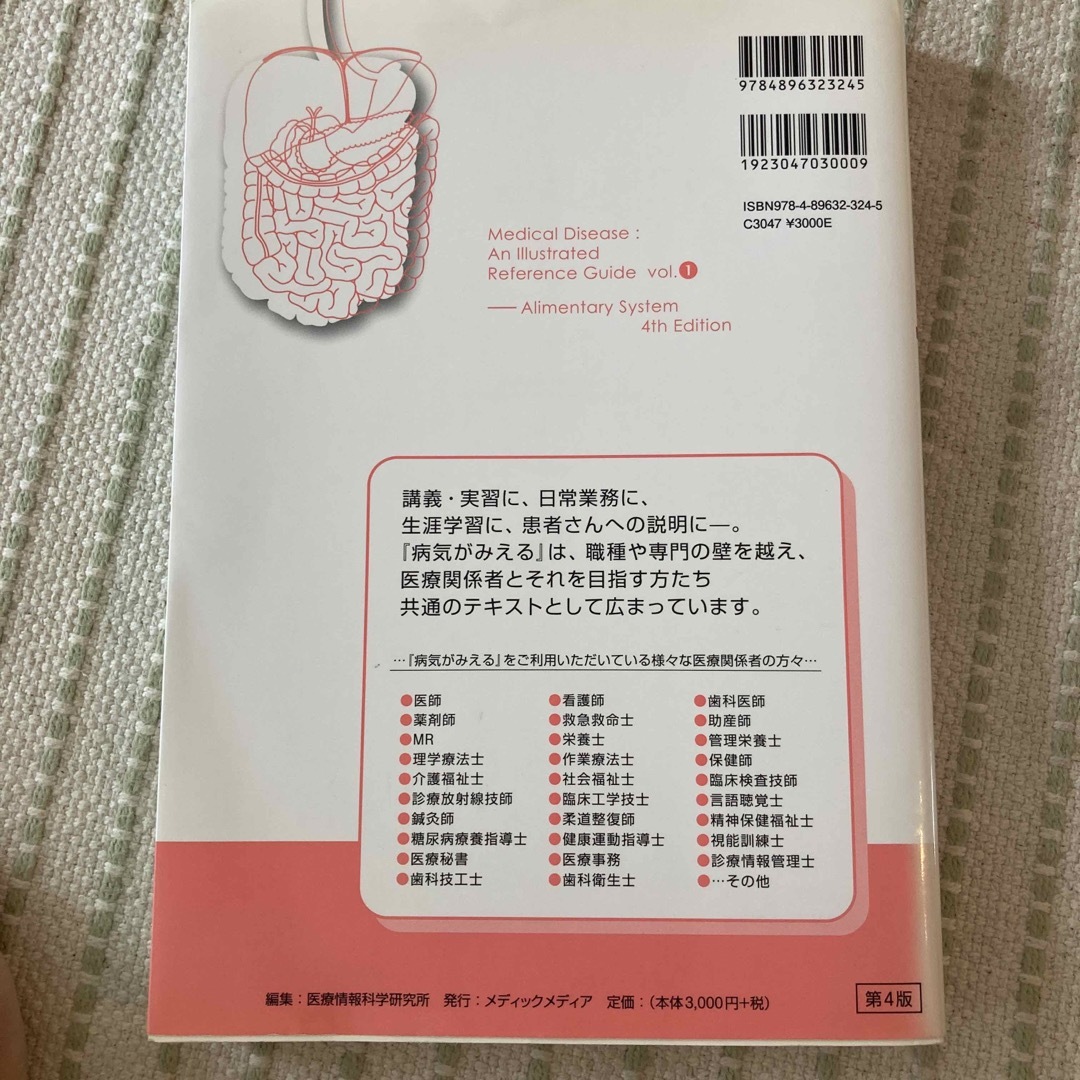 9784896323245
1923047030009
ISBN978-4-89632-324-5
C3047 ¥3000E
Medical Disease :
An Illustrated
Reference Guide vol.❶
― Alimentary System
4th Edition
講義・実習に、日常業務に、
生涯学習に、患者さんへの説明に―。
『病気がみえる』は、職種や専門の壁を越え、
医療関係者とそれを目指す方たち
共通のテキストとして広まっています。
…『病気がみえる』をご利用いただいている様々な医療関係者の方々…
●医師 ●看護師 ●歯科医師
●薬剤師 ●救急救命士 ●助産師
●MR ●栄養士 ●管理栄養士
●理学療法士 ●作業療法士 ●保健師
●介護福祉士 ●社会福祉士 ●臨床検査技師
●診療放射線技師 ●臨床工学技士 ●言語聴覚士
●鍼灸師 ●柔道整復師 ●精神保健福祉士
●糖尿病療養指導士 ●健康運動指導士 ●視能訓練士
●医療秘書 ●医療事務 ●診療情報管理士
●歯科技工士 ●歯科衛生士 ●…その他
編集：医療情報科学研究所 発行：メディックメディア 定価：（本体3,000円+税）
第4版